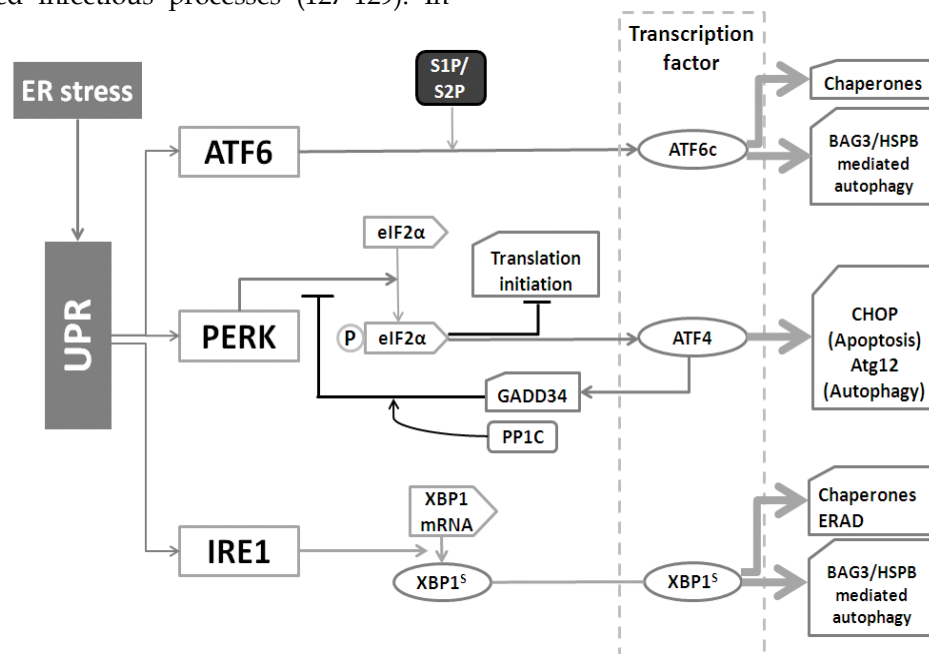 ed infectious processes (127-129). In
Transcription
factor
S1P/
S2P
ER stress
Chaperones
ATF6
ATF6c
BAG3/HSPB
mediated
autophagy
eIF2α
Translation
initiation
UPR
PERK
P
eIF2α
ATF4
CHOP
(Apoptosis)
Atg12
(Autophagy)
GADD34
PP1C
XBP1
mRNA
Chaperones
ERAD
IRE1
XBP1ˢ
XBP1ˢ
BAG3/HSPB
mediated
autophagy